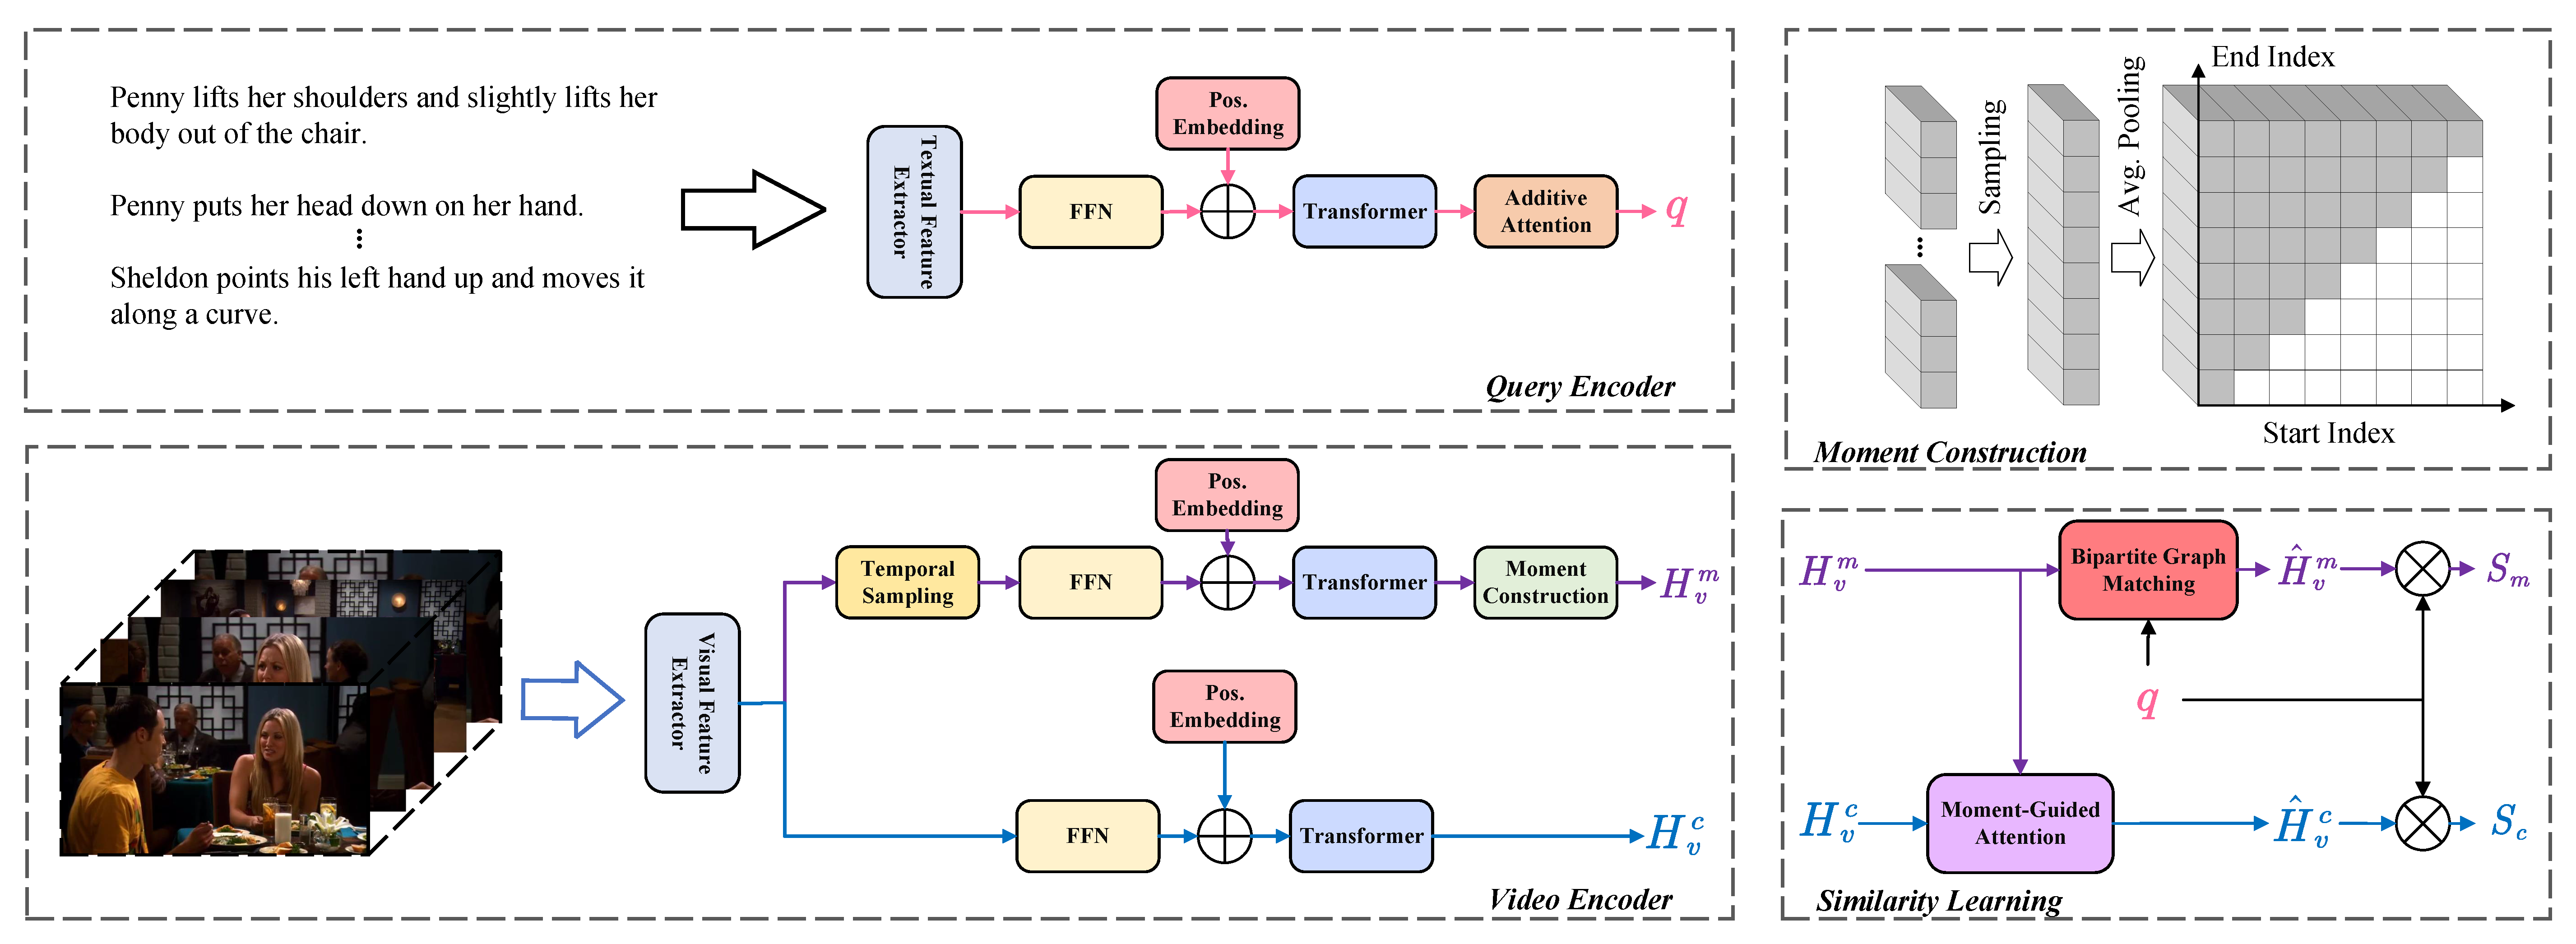 Penny lifts her shoulders and slightly lifts her
body out of the chair.
Penny puts her head down on her hand.
⋮
Sheldon points his left hand up and moves it
along a curve.
Textual Feature
Extractor
FFN
Pos.
Embedding
Transformer
Additive
Attention
q
Query Encoder
Visual Feature
Extractor
Temporal
Sampling
FFN
Pos.
Embedding
Transformer
Moment
Construction
H_v^m
FFN
Pos.
Embedding
Transformer
H_v^c
Video Encoder
Sampling
Avg. Pooling
End Index
Start Index
Moment Construction
H_v^m
Bipartite Graph
Matching
Ĥ_v^m
S_m
q
H_v^c
Moment-Guided
Attention
Ĥ_v^c
S_c
Similarity Learning